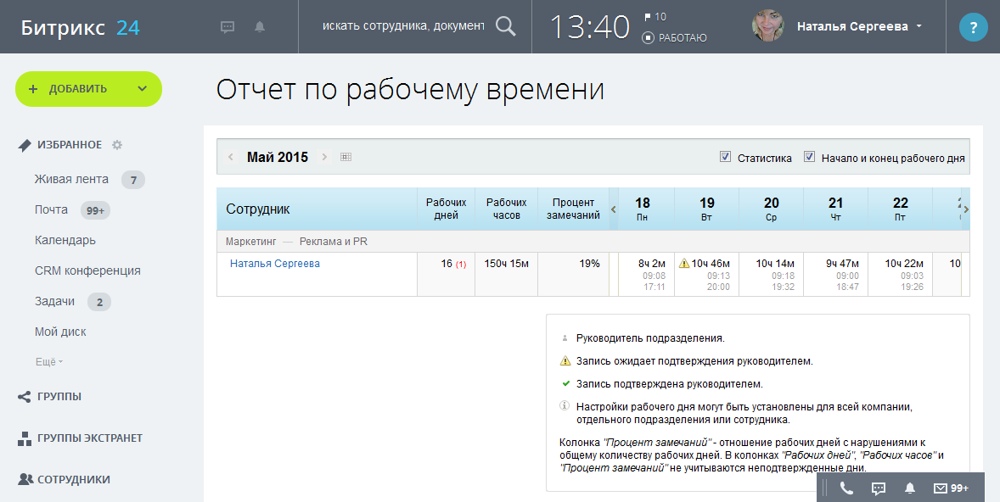 Битрикс 24
искать сотрудника, документ
13:40
10
РАБОТАЮ
Наталья Сергеева
?
+ ДОБАВИТЬ
Отчет по рабочему времени
ИЗБРАННОЕ
Живая лента 7
Почта 99+
Календарь
CRM конференция
Задачи 2
Мой диск
Ещё
ГРУППЫ
ГРУППЫ ЭКСТРАНЕТ
СОТРУДНИКИ
Май 2015
Статистика
Начало и конец рабочего дня
Сотрудник
Рабочих
дней
Рабочих
часов
Процент
замечаний
18
Пн
19
Вт
20
Ср
21
Чт
22
Пт
Маркетинг — Реклама и PR
Наталья Сергеева 16 (1) 150ч 15м 19% 8ч 2м 10ч 46м 10ч 14м 9ч 47м 10ч 22м 10
09:08 09:13 09:18 09:00 09:03
17:11 20:00 19:32 18:47 19:26
Руководитель подразделения.
Запись ожидает подтверждения руководителем.
Запись подтверждена руководителем.
Настройки рабочего дня могут быть установлены для всей компании,
отдельного подразделения или сотрудника.
Колонка "Процент замечаний" - отношение рабочих дней с нарушениями к
общему количеству рабочих дней. В колонках "Рабочих дней", "Рабочих часов" и
"Процент замечаний" не учитываются неподтвержденные дни.
99+